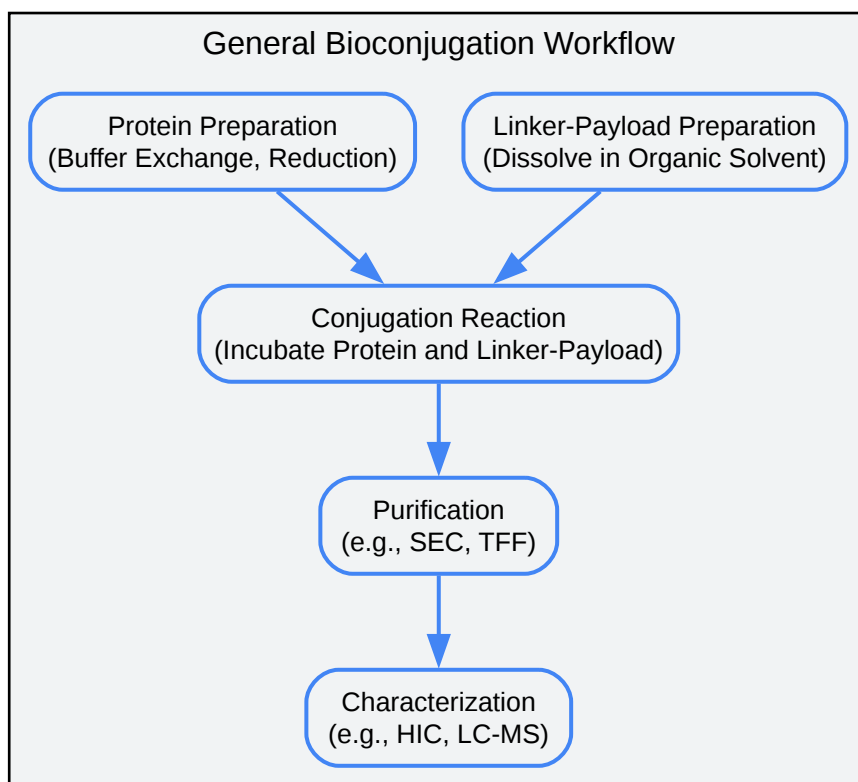 General Bioconjugation Workflow
Protein Preparation
(Buffer Exchange, Reduction)
Linker-Payload Preparation
(Dissolve in Organic Solvent)
Conjugation Reaction
(Incubate Protein and Linker-Payload)
Purification
(e.g., SEC, TFF)
Characterization
(e.g., HIC, LC-MS)